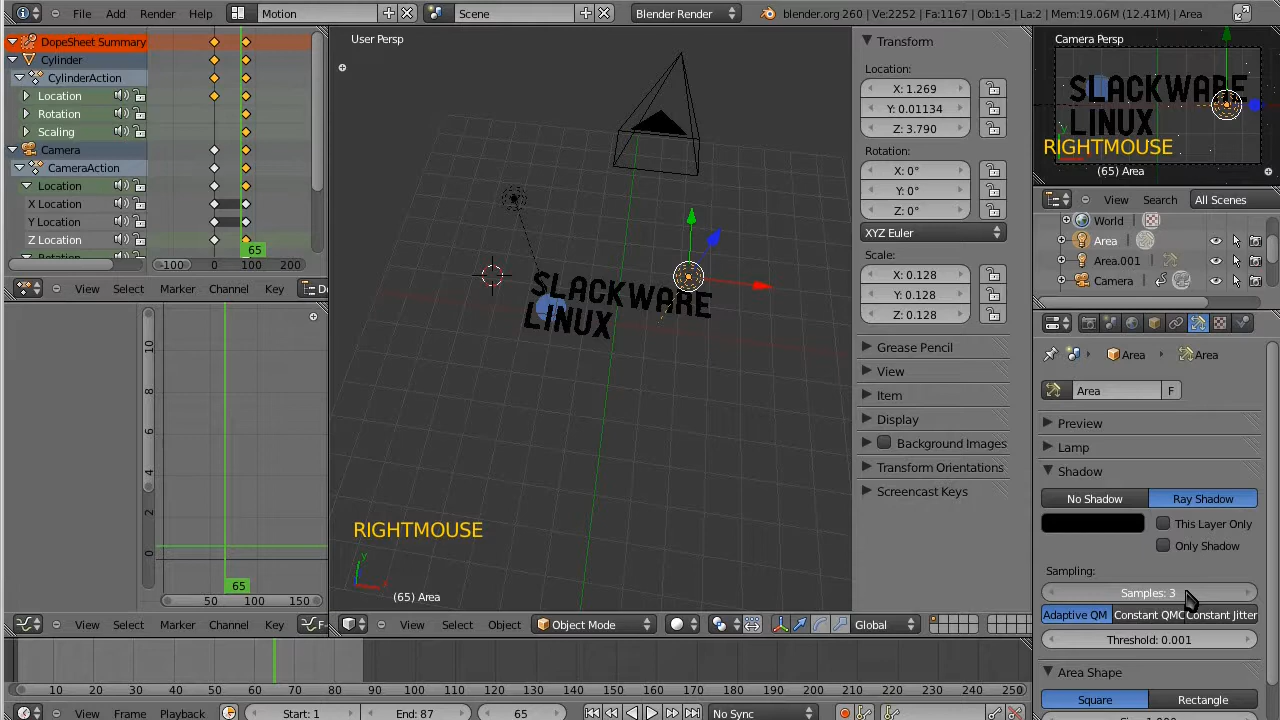 File Add Render Help Motion Scene Blender Render blender.org 260 | Ve:2252 | Fa:1167 | Ob:1-5 | La:2 | Mem:19.06M (12.41M) | Area
DopeSheet Summary
Cylinder
CylinderAction
Location
Rotation
Scaling
Camera
CameraAction
Location
X Location
Y Location
Z Location
65
-100 0 100 200
View Select Marker Channel Key
10
8
6
4
2
0
65
50 100 150
View Select Marker Channel Key
User Persp
SLACKWARE
LINUX
RIGHTMOUSE
y
(65) Area
View Select Object Object Mode Global
Transform
Location:
X: 1.269
Y: 0.01134
Z: 3.790
Rotation:
X: 0°
Y: 0°
Z: 0°
XYZ Euler
Scale:
X: 0.128
Y: 0.128
Z: 0.128
Grease Pencil
View
Item
Display
Background Images
Transform Orientations
Screencast Keys
Camera Persp
SLACKWARE
LINUX
RIGHTMOUSE
(65) Area
View Search All Scenes
World
Area
Area.001
Camera
Area Area
Area F
Preview
Lamp
Shadow
No Shadow Ray Shadow
This Layer Only
Only Shadow
Sampling:
Samples: 3
Adaptive QM Constant QMC Constant Jitter
Threshold: 0.001
Area Shape
Square Rectangle
10 20 30 40 50 60 70 80 90 100 110 120 130 140 150 160 170 180 190 200 210 220 230 240 250
View Frame Playback Start: 1 End: 87 65 No Sync